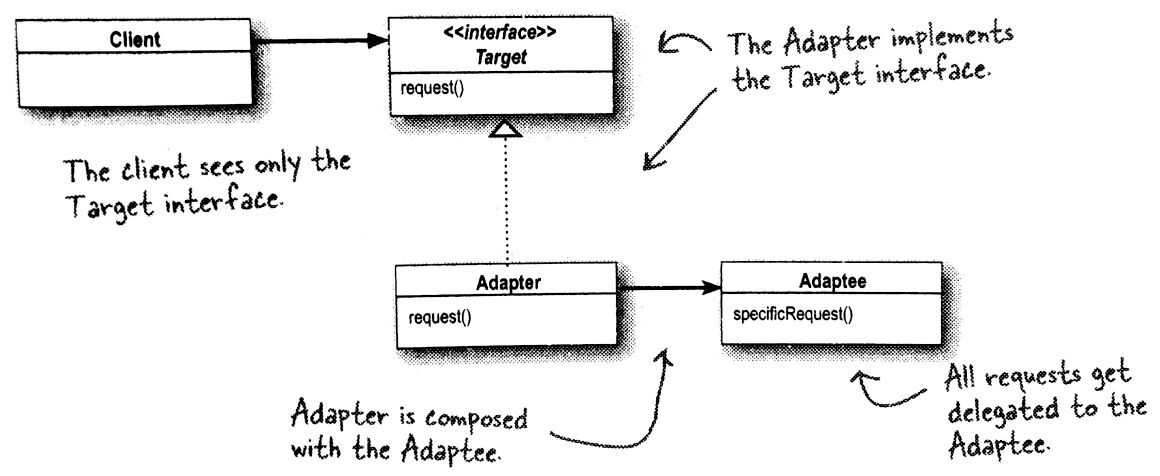 Client
<<interface>>
Target
request()
The Adapter implements
the Target interface.
The client sees only the
Target interface.
Adapter
request()
Adaptee
specificRequest()
Adapter is composed
with the Adaptee.
All requests get
delegated to the
Adaptee.